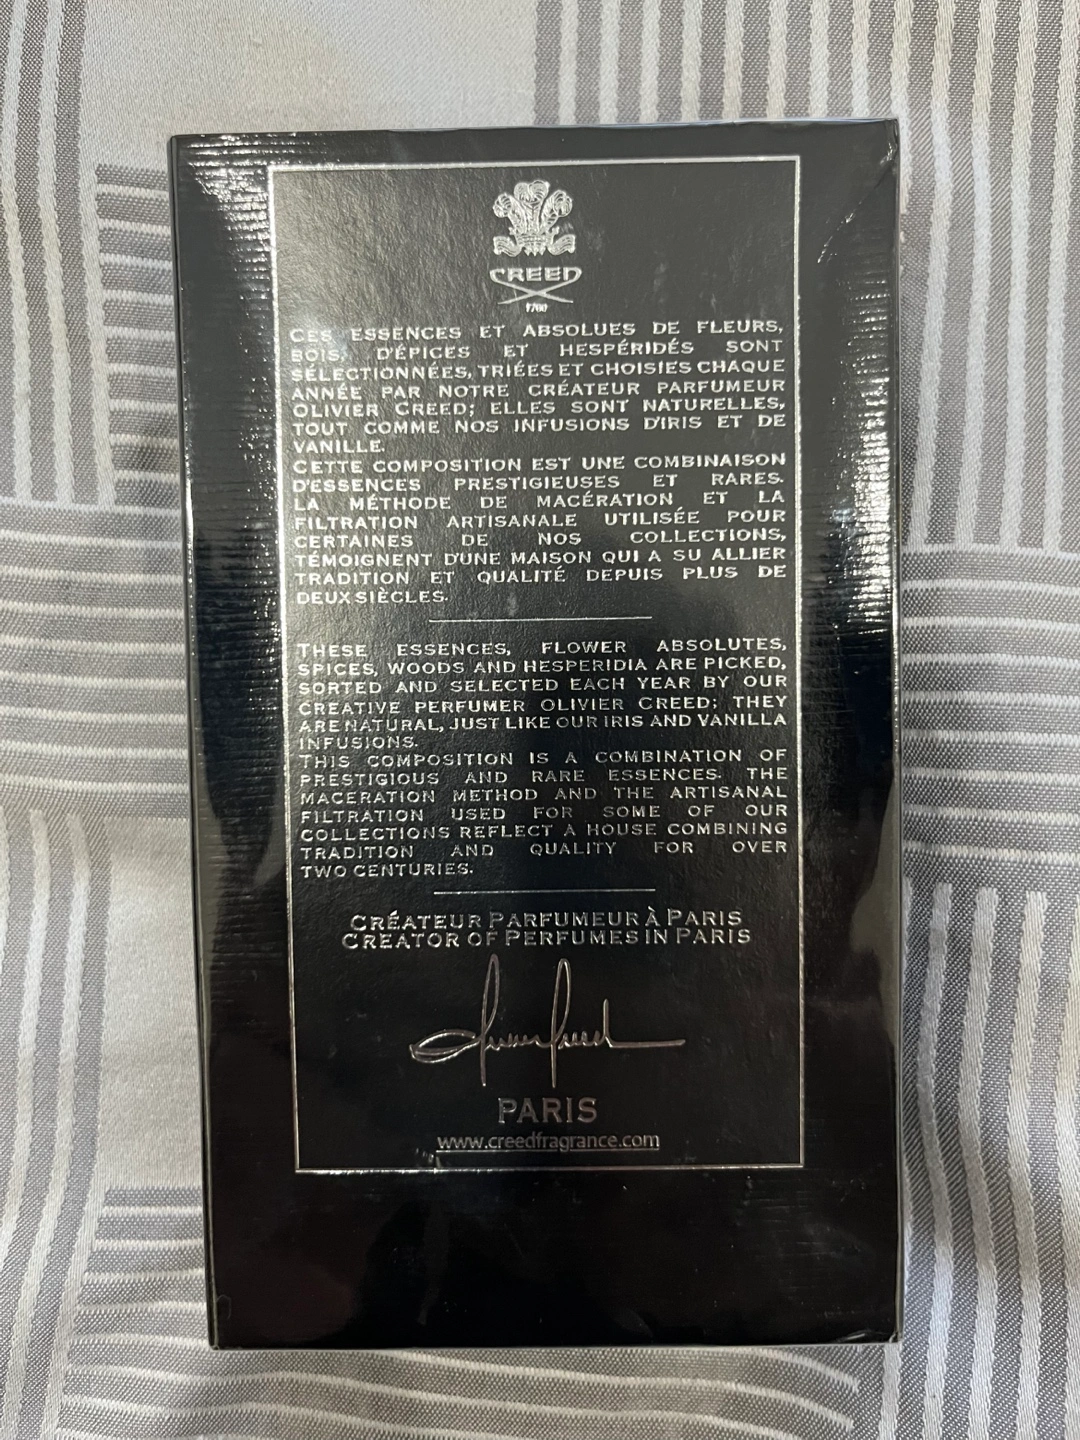 CREED
1760
CES ESSENCES ET ABSOLUES DE FLEURS,
BOIS, D'ÉPICES ET HESPÉRIDÉS SONT
SÉLECTIONNÉES, TRIÉES ET CHOISIES CHAQUE
ANNÉE PAR NOTRE CRÉATEUR PARFUMEUR
OLIVIER CREED; ELLES SONT NATURELLES,
TOUT COMME NOS INFUSIONS D'IRIS ET DE
VANILLE.
CETTE COMPOSITION EST UNE COMBINAISON
D'ESSENCES PRESTIGIEUSES ET RARES.
LA MÉTHODE DE MACÉRATION ET LA
FILTRATION ARTISANALE UTILISÉE POUR
CERTAINES DE NOS COLLECTIONS,
TÉMOIGNENT D'UNE MAISON QUI A SU ALLIER
TRADITION ET QUALITÉ DEPUIS PLUS DE
DEUX SIÈCLES.
THESE ESSENCES, FLOWER ABSOLUTES,
SPICES, WOODS AND HESPERIDIA ARE PICKED,
SORTED AND SELECTED EACH YEAR BY OUR
CREATIVE PERFUMER OLIVIER CREED; THEY
ARE NATURAL, JUST LIKE OUR IRIS AND VANILLA
INFUSIONS.
THIS COMPOSITION IS A COMBINATION OF
PRESTIGIOUS AND RARE ESSENCES. THE
MACERATION METHOD AND THE ARTISANAL
FILTRATION USED FOR SOME OF OUR
COLLECTIONS REFLECT A HOUSE COMBINING
TRADITION AND QUALITY FOR OVER
TWO CENTURIES.
CRÉATEUR PARFUMEUR À PARIS
CREATOR OF PERFUMES IN PARIS
PARIS
www.creedfragrance.com